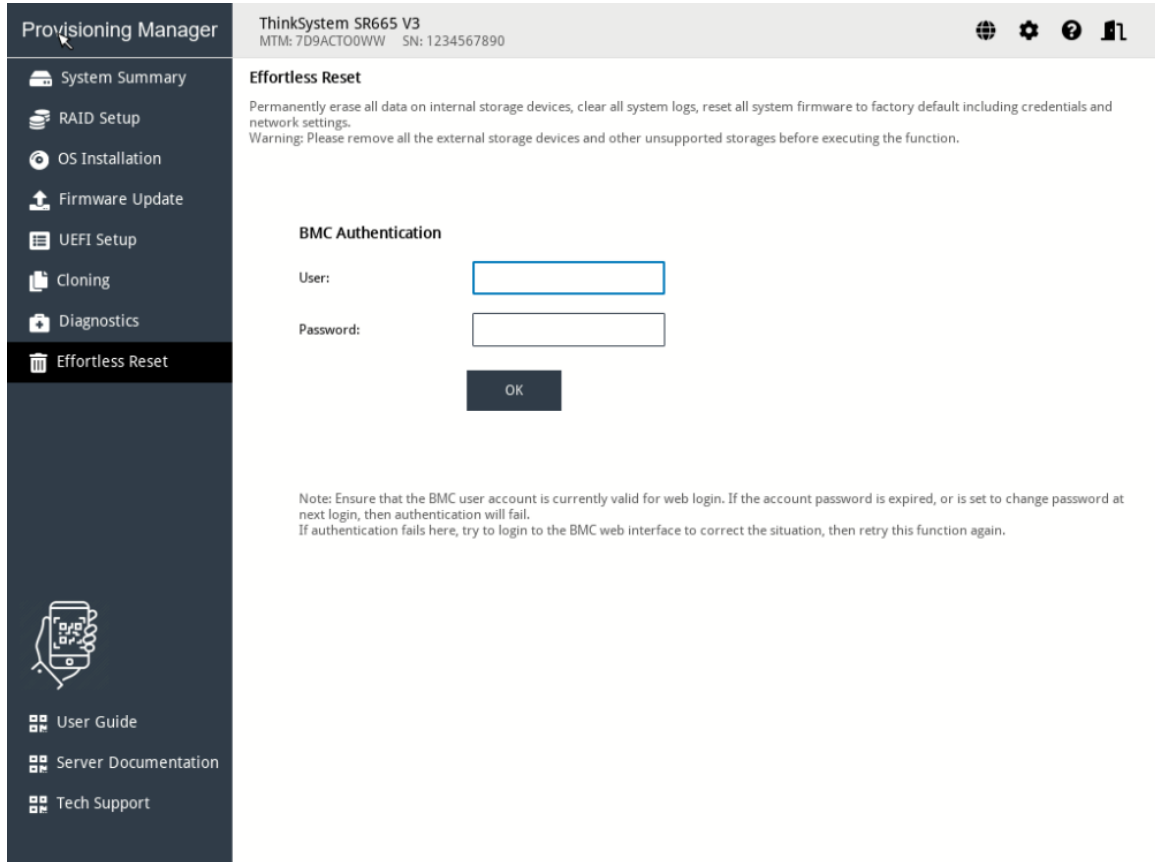 Provisioning Manager
ThinkSystem SR665 V3
MTM: 7D9ACTO0WW SN: 1234567890
System Summary
RAID Setup
OS Installation
Firmware Update
UEFI Setup
Cloning
Diagnostics
Effortless Reset
Effortless Reset
Permanently erase all data on internal storage devices, clear all system logs, reset all system firmware to factory default including credentials and
network settings.
Warning: Please remove all the external storage devices and other unsupported storages before executing the function.
BMC Authentication
User:
Password:
OK
Note: Ensure that the BMC user account is currently valid for web login. If the account password is expired, or is set to change password at
next login, then authentication will fail.
If authentication fails here, try to login to the BMC web interface to correct the situation, then retry this function again.
User Guide
Server Documentation
Tech Support